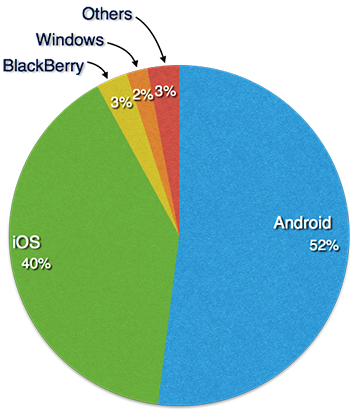 Others
Windows
BlackBerry
3%
2%
3%
Android
52%
iOS
40%